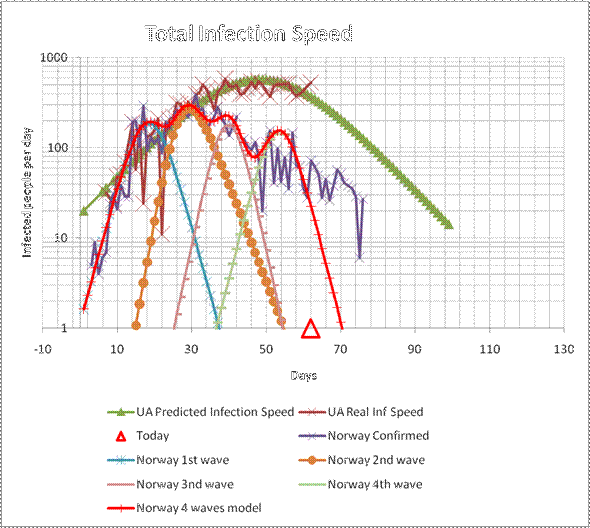 Total Infection Speed
1000
100
10
1
Infected people per day
-10 10 30 50 70 90 110 130
Days
UA Predicted Infection Speed UA Real Inf Speed
Today Norway Confirmed
Norway 1st wave Norway 2nd wave
Norway 3nd wave Norway 4th wave
Norway 4 waves model